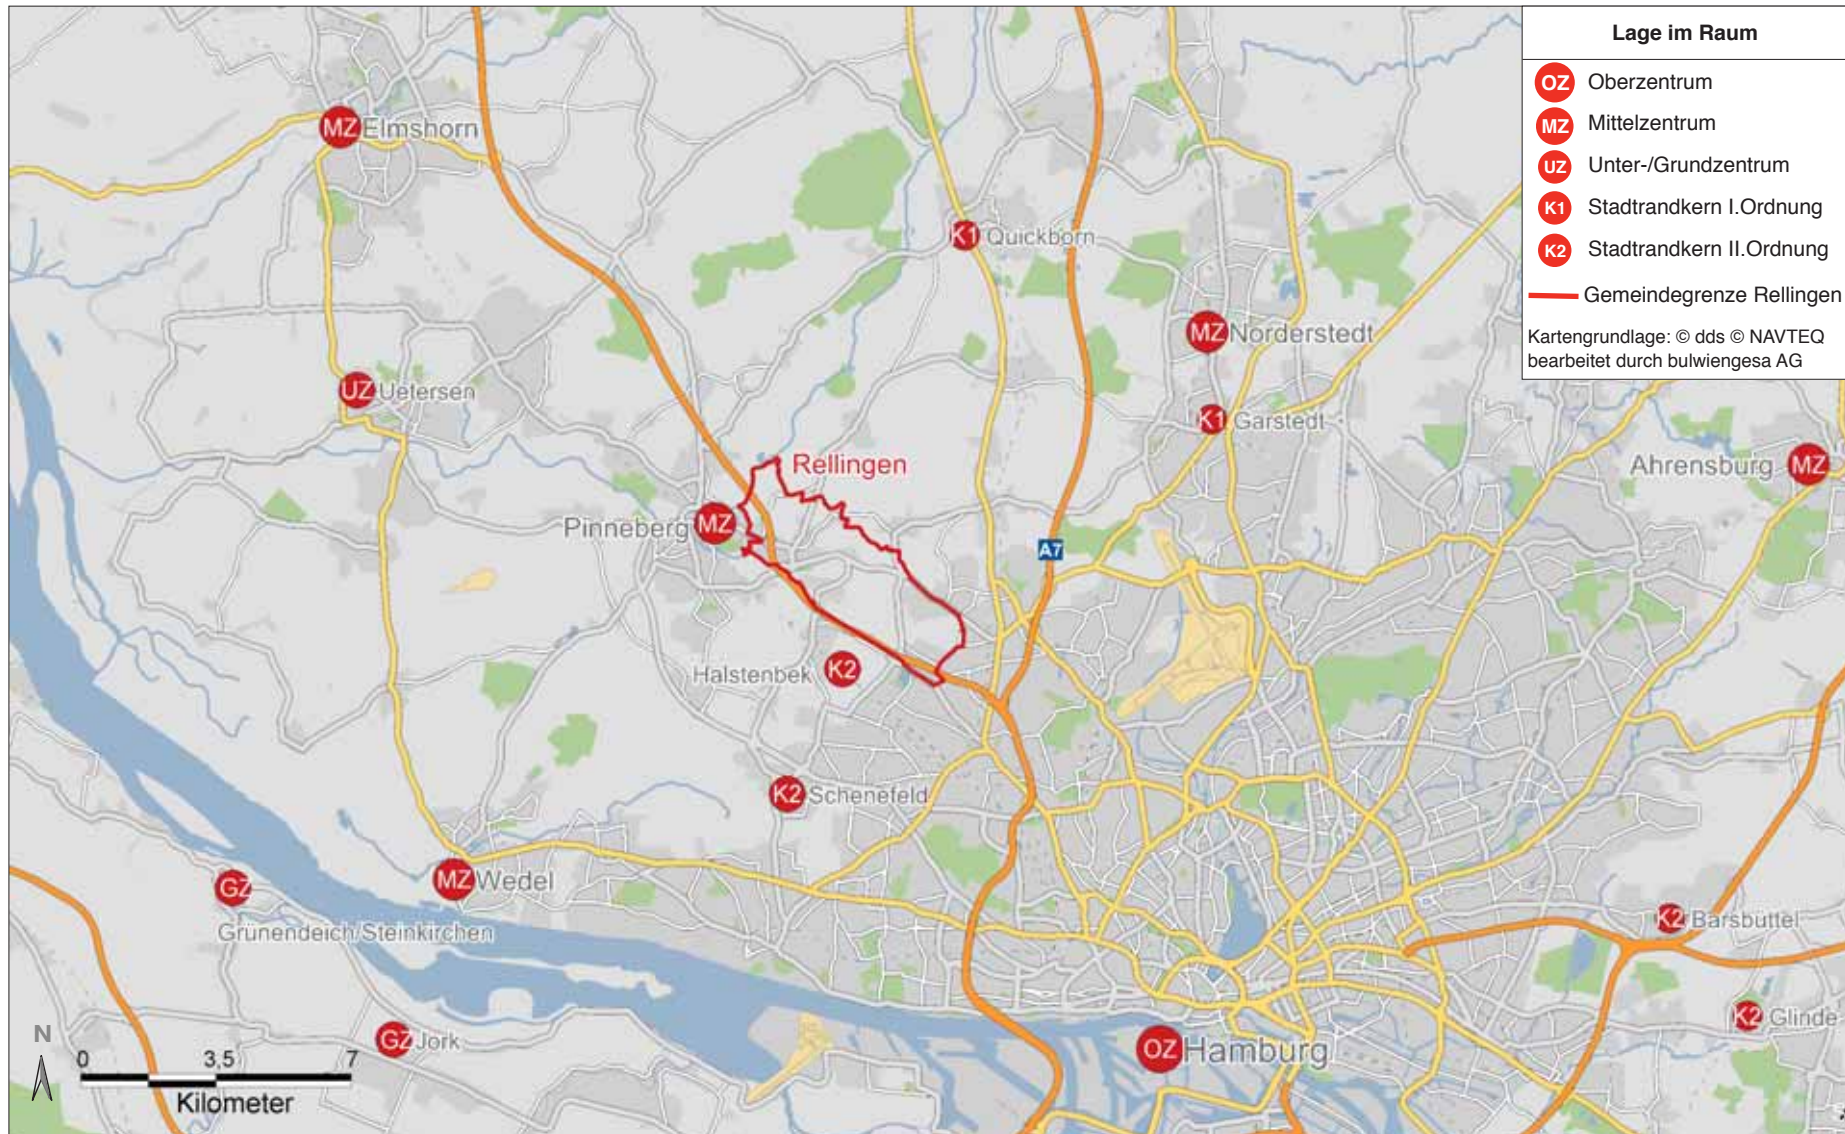 Lage im Raum
OZ Oberzentrum
MZ Mittelzentrum
UZ Unter-/Grundzentrum
K1 Stadtrandkern I.Ordnung
K2 Stadtrandkern II.Ordnung
Gemeindegrenze Rellingen
Kartengrundlage: © dds © NAVTEQ
bearbeitet durch bulwiengesa AG
MZ Elmshorn
K1 Quickborn
MZ Norderstedt
UZ Uetersen
K1 Garstedt
Rellingen
Ahrensburg MZ
Pinneberg MZ
A7
Halstenbek K2
K2 Schenefeld
MZ Wedel
GZ
Grünendeich/Steinkirchen
K2 Barsbüttel
K2 Glinde
GZ Jork
OZ Hamburg
N
0 3,5 7
Kilometer